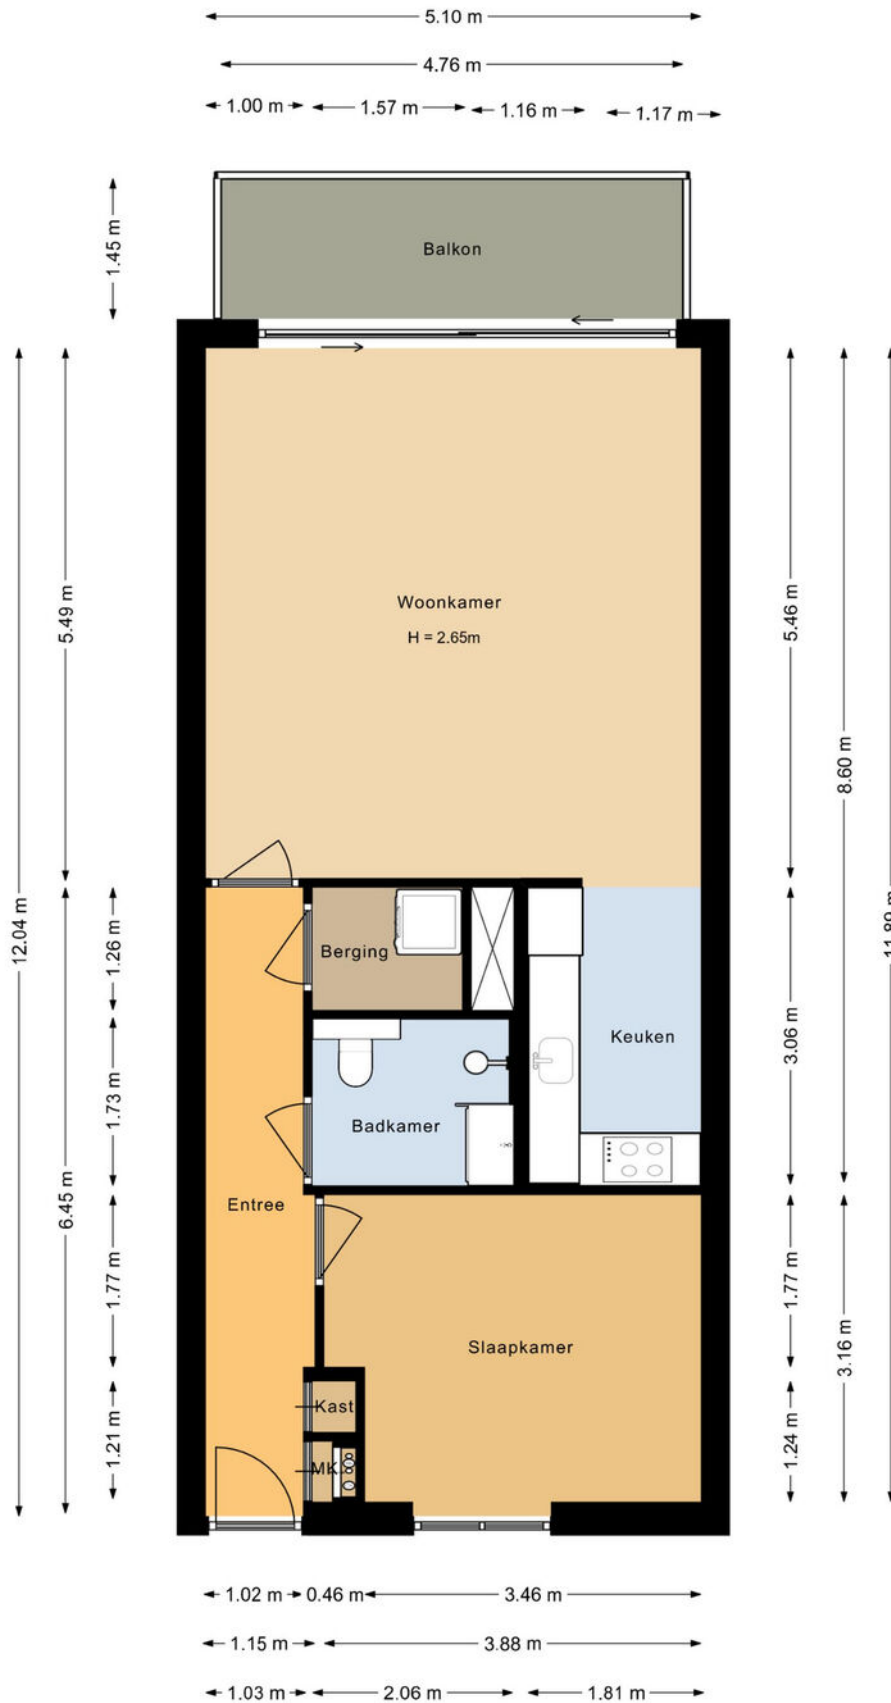 5.10 m
4.76 m
1.00 m
1.57 m
1.16 m
1.17 m
1.45 m
Balkon
Woonkamer
H = 2.65m
5.49 m
5.46 m
8.60 m
12.04 m
11.89 m
1.26 m
Berging
Keuken
3.06 m
1.73 m
Badkamer
6.45 m
Entree
1.77 m
1.77 m
Slaapkamer
3.16 m
Kast
1.21 m
1.24 m
MK
1.02 m
0.46 m
3.46 m
1.15 m
3.88 m
1.03 m
2.06 m
1.81 m